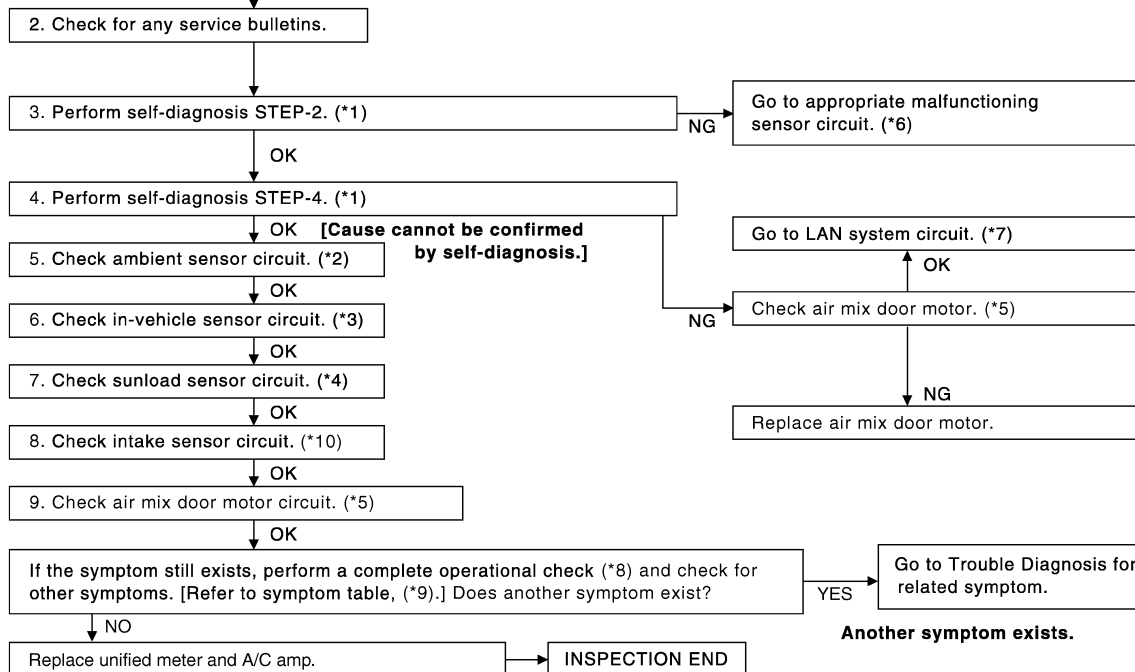 2. Check for any service bulletins.
3. Perform self-diagnosis STEP-2. (*1)
NG
Go to appropriate malfunctioning
sensor circuit. (*6)
OK
4. Perform self-diagnosis STEP-4. (*1)
OK
[Cause cannot be confirmed
by self-diagnosis.]
Go to LAN system circuit. (*7)
OK
NG
Check air mix door motor. (*5)
NG
Replace air mix door motor.
5. Check ambient sensor circuit. (*2)
OK
6. Check in-vehicle sensor circuit. (*3)
OK
7. Check sunload sensor circuit. (*4)
OK
8. Check intake sensor circuit. (*10)
OK
9. Check air mix door motor circuit. (*5)
OK
If the symptom still exists, perform a complete operational check (*8) and check for
other symptoms. [Refer to symptom table, (*9).] Does another symptom exist?
YES
Go to Trouble Diagnosis for
related symptom.
Another symptom exists.
NO
Replace unified meter and A/C amp.
INSPECTION END